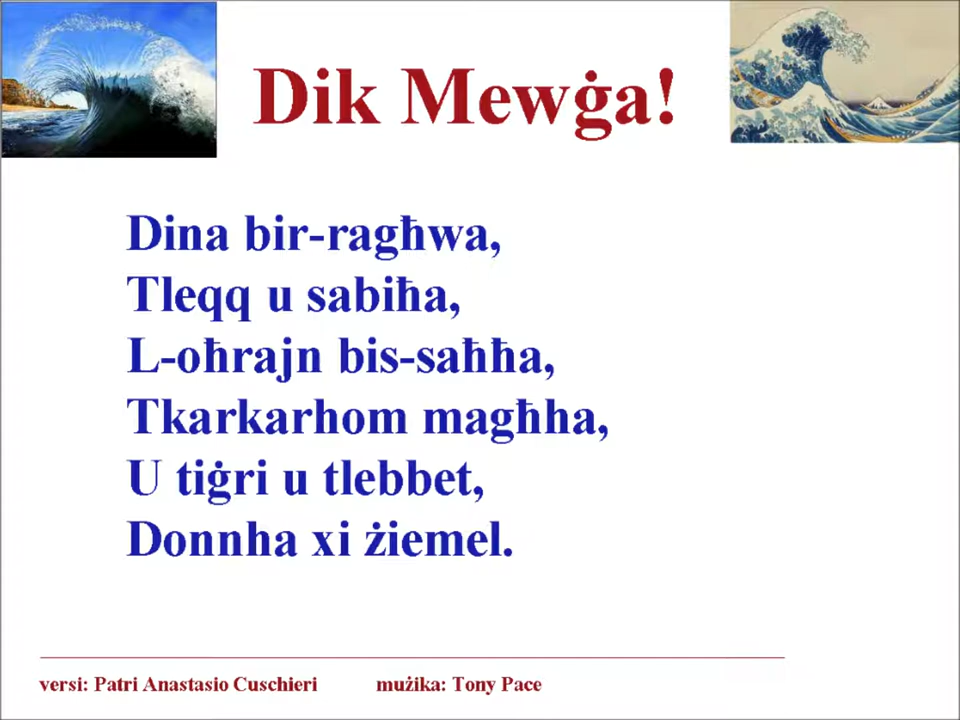 Dik Mewġa!
Dina bir-ragħwa,
Tleqq u sabiħa,
L-oħrajn bis-saħħa,
Tkarkarhom magħha,
U tiġri u tlebbet,
Donnha xi żiemel.
versi: Patri Anastasio Cuschieri mużika: Tony Pace